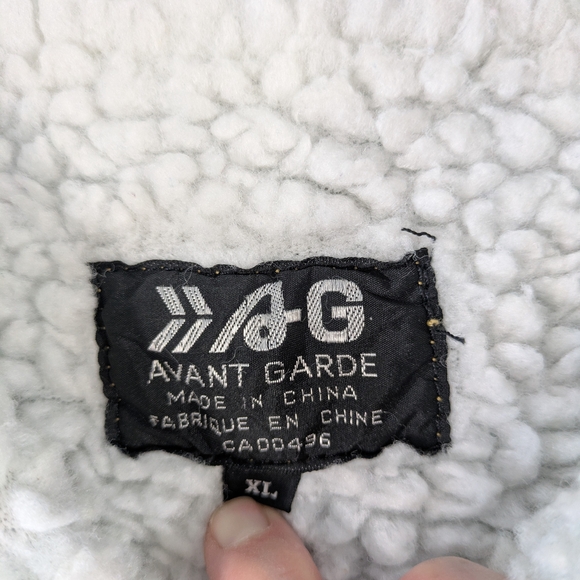 A-G
AVANT GARDE
MADE IN CHINA
FABRIQUE EN CHINE
CA00496
XL